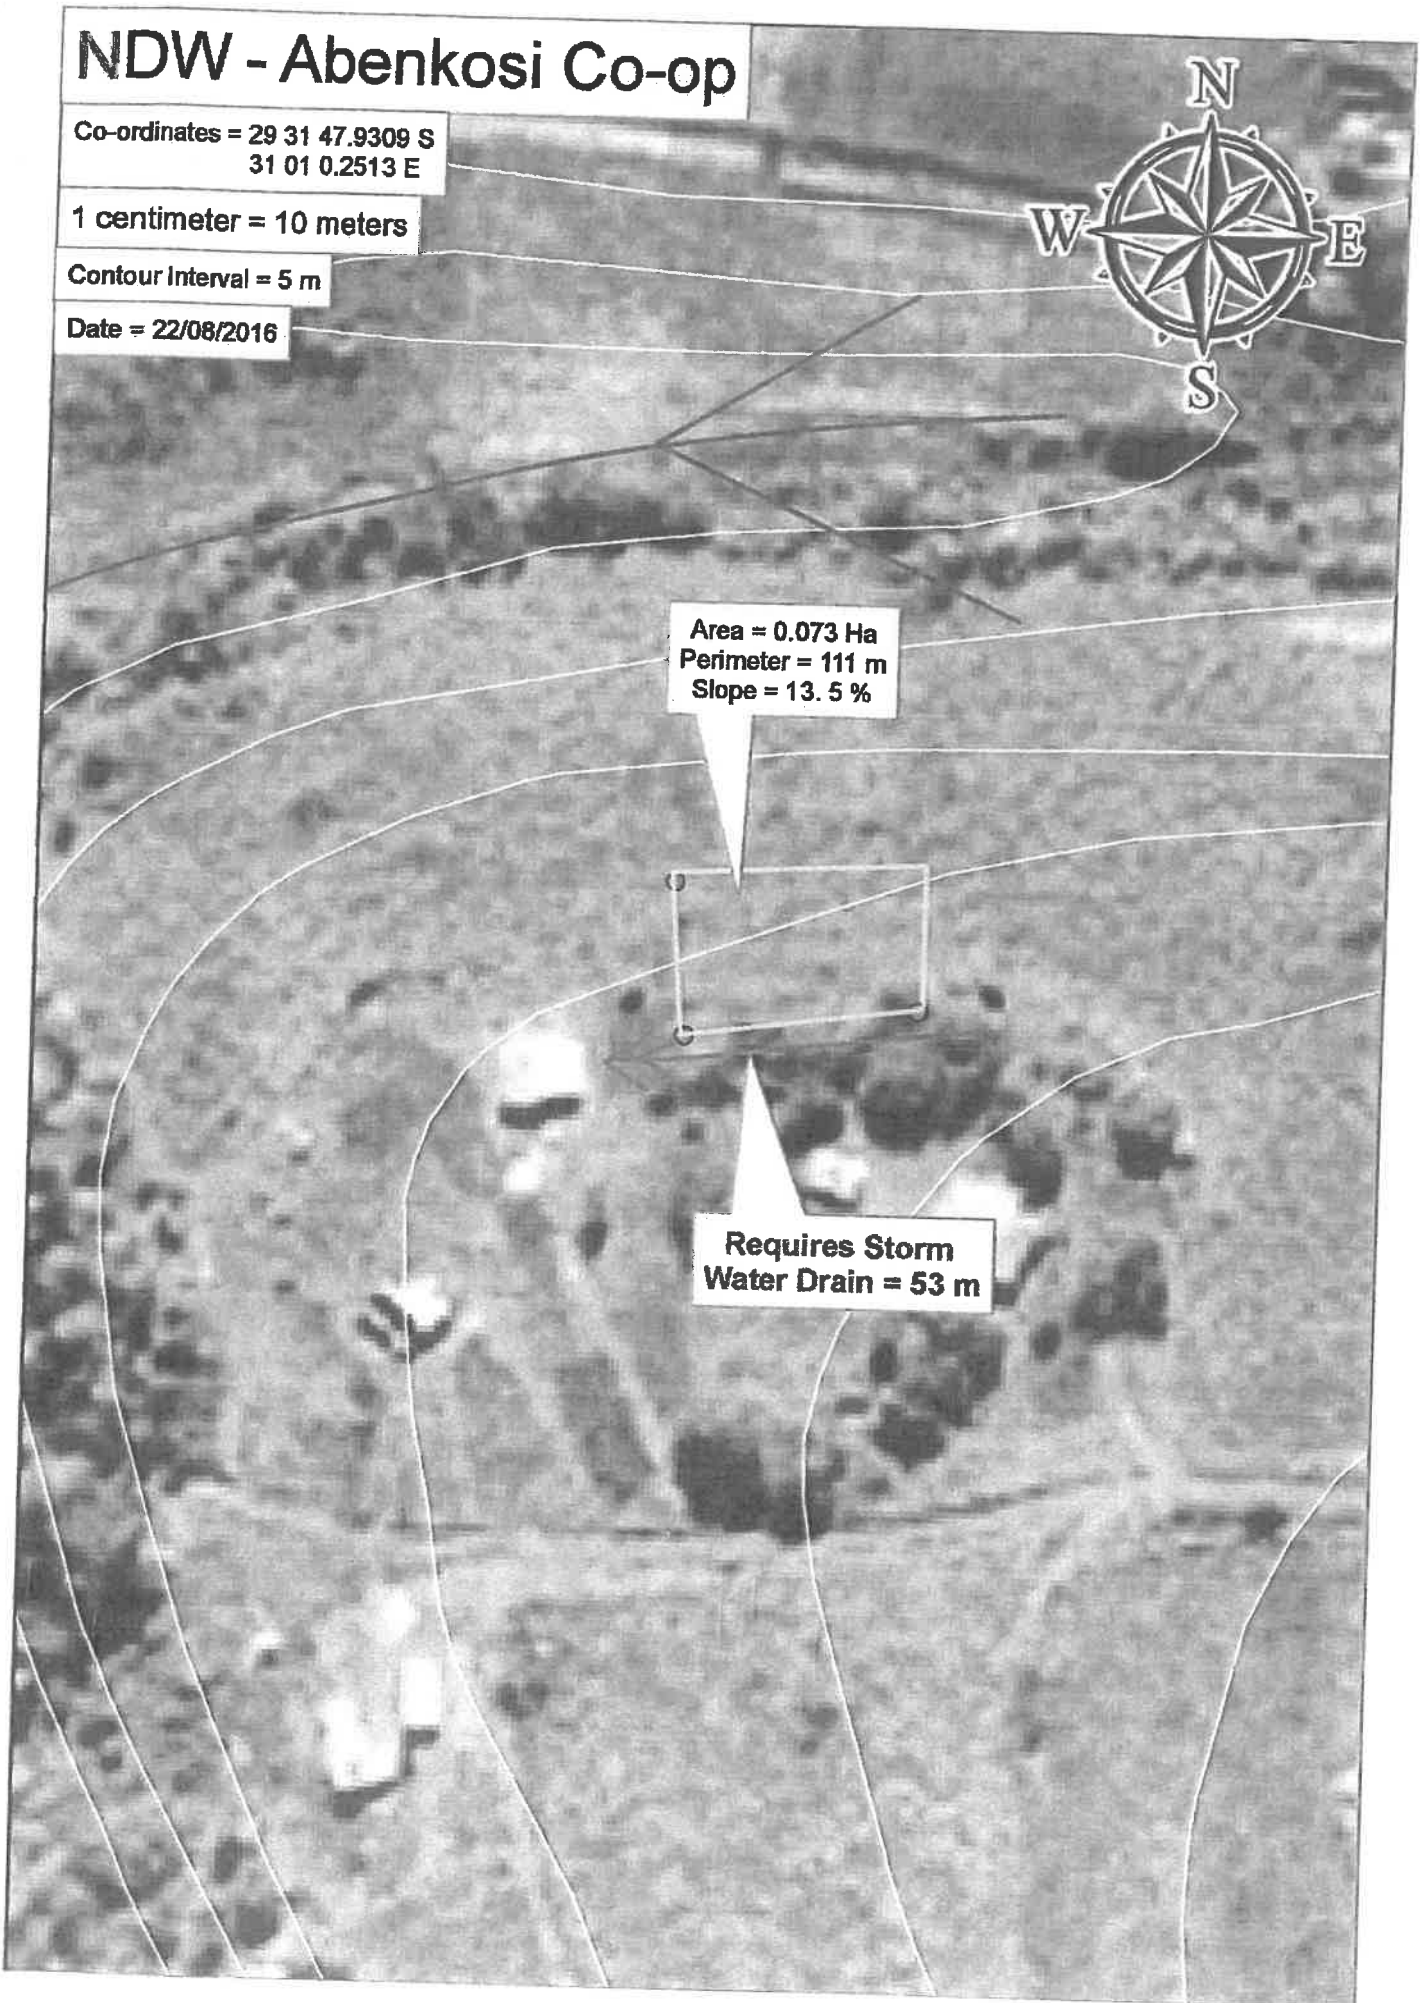 NDW - Abenkosi Co-op
Co-ordinates = 29 31 47.9309 S
31 01 0.2513 E
1 centimeter = 10 meters
Contour Interval = 5 m
Date = 22/08/2016
N
W
E
S
Area = 0.073 Ha
Perimeter = 111 m
Slope = 13. 5 %
Requires Storm
Water Drain = 53 m